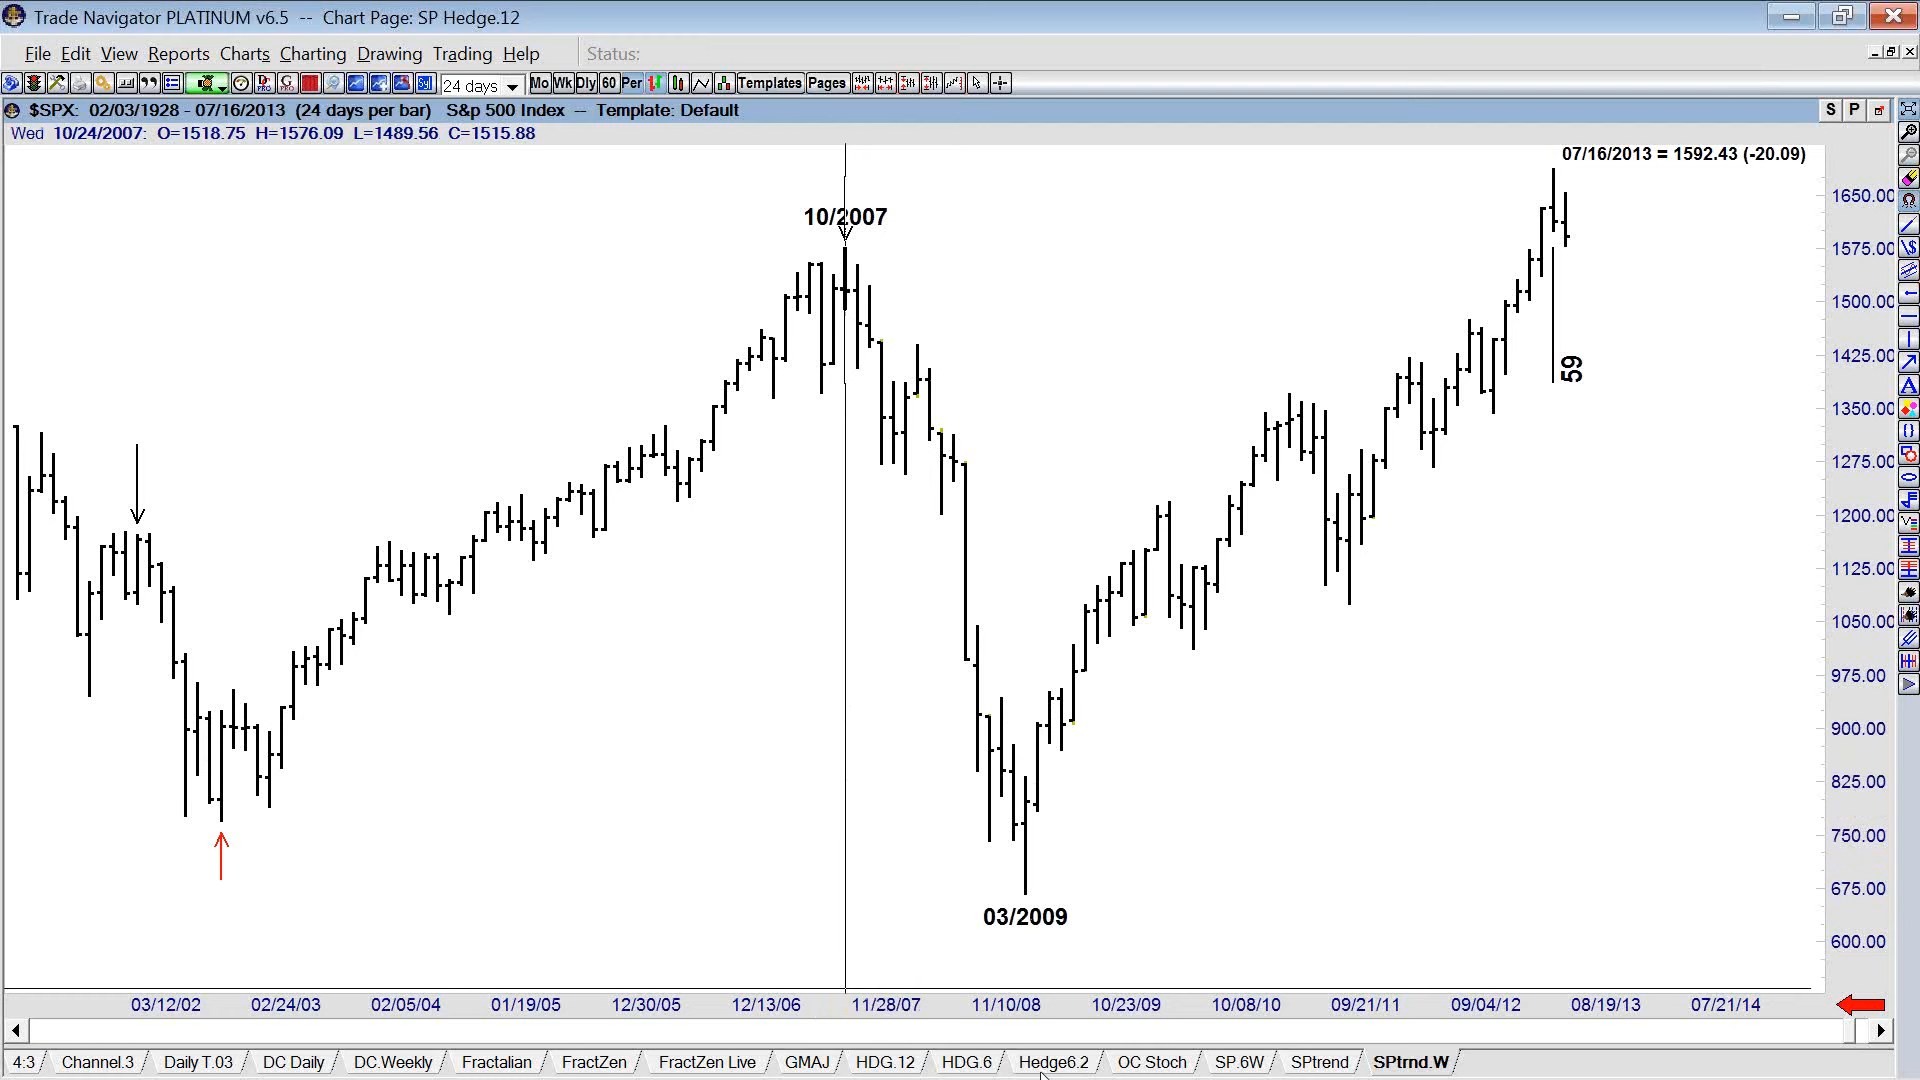 Trade Navigator PLATINUM v6.5 -- Chart Page: SP Hedge.12
File Edit View Reports Charts Charting Drawing Trading Help Status:
24 days Mo Wk Dly 60 Per Templates Pages
$SPX: 02/03/1928 - 07/16/2013 (24 days per bar) S&p 500 Index -- Template: Default S P
Wed 10/24/2007: O=1518.75 H=1576.09 L=1489.56 C=1515.88
07/16/2013 = 1592.43 (-20.09)
1650.00
10/2007
1575.00
1500.00
1425.00
59
1350.00
1275.00
1200.00
1125.00
1050.00
975.00
900.00
825.00
750.00
675.00
03/2009
600.00
03/12/02 02/24/03 02/05/04 01/19/05 12/30/05 12/13/06 11/28/07 11/10/08 10/23/09 10/08/10 09/21/11 09/04/12 08/19/13 07/21/14
4:3 Channel.3 Daily T.03 DC Daily DC.Weekly Fractalian FractZen FractZen Live GMAJ HDG.12 HDG.6 Hedge6.2 OC Stoch SP.6W SPtrend SPtrnd.W